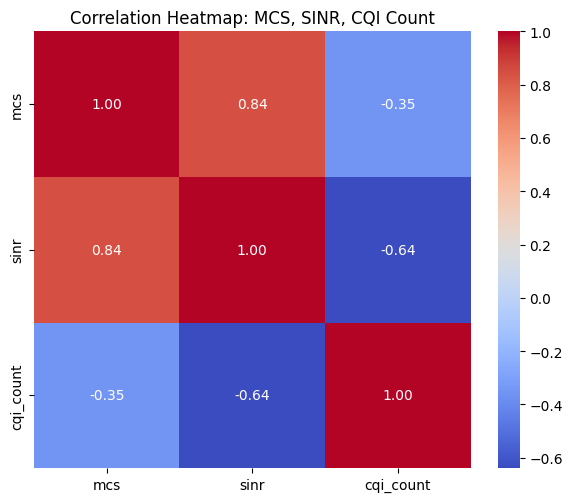 Correlation Heatmap: MCS, SINR, CQI Count
mcs
1.00
0.84
-0.35
sinr
0.84
1.00
-0.64
cqi_count
-0.35
-0.64
1.00
mcs
sinr
cqi_count
1.0
0.8
0.6
0.4
0.2
0.0
−0.2
−0.4
−0.6